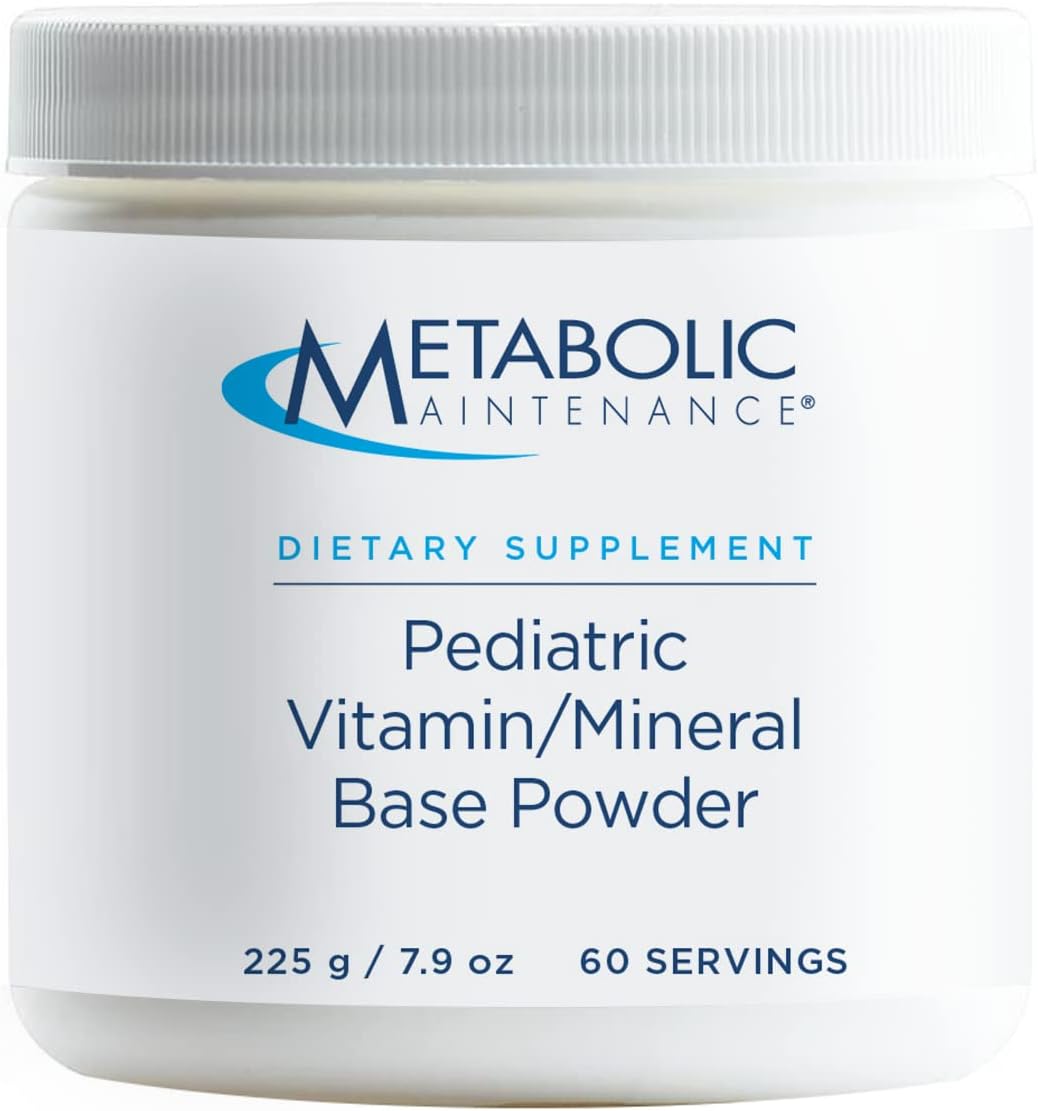 METABOLIC
MAINTENANCE®
DIETARY SUPPLEMENT
Pediatric
Vitamin/Mineral
Base Powder
225 g / 7.9 oz 60 SERVINGS